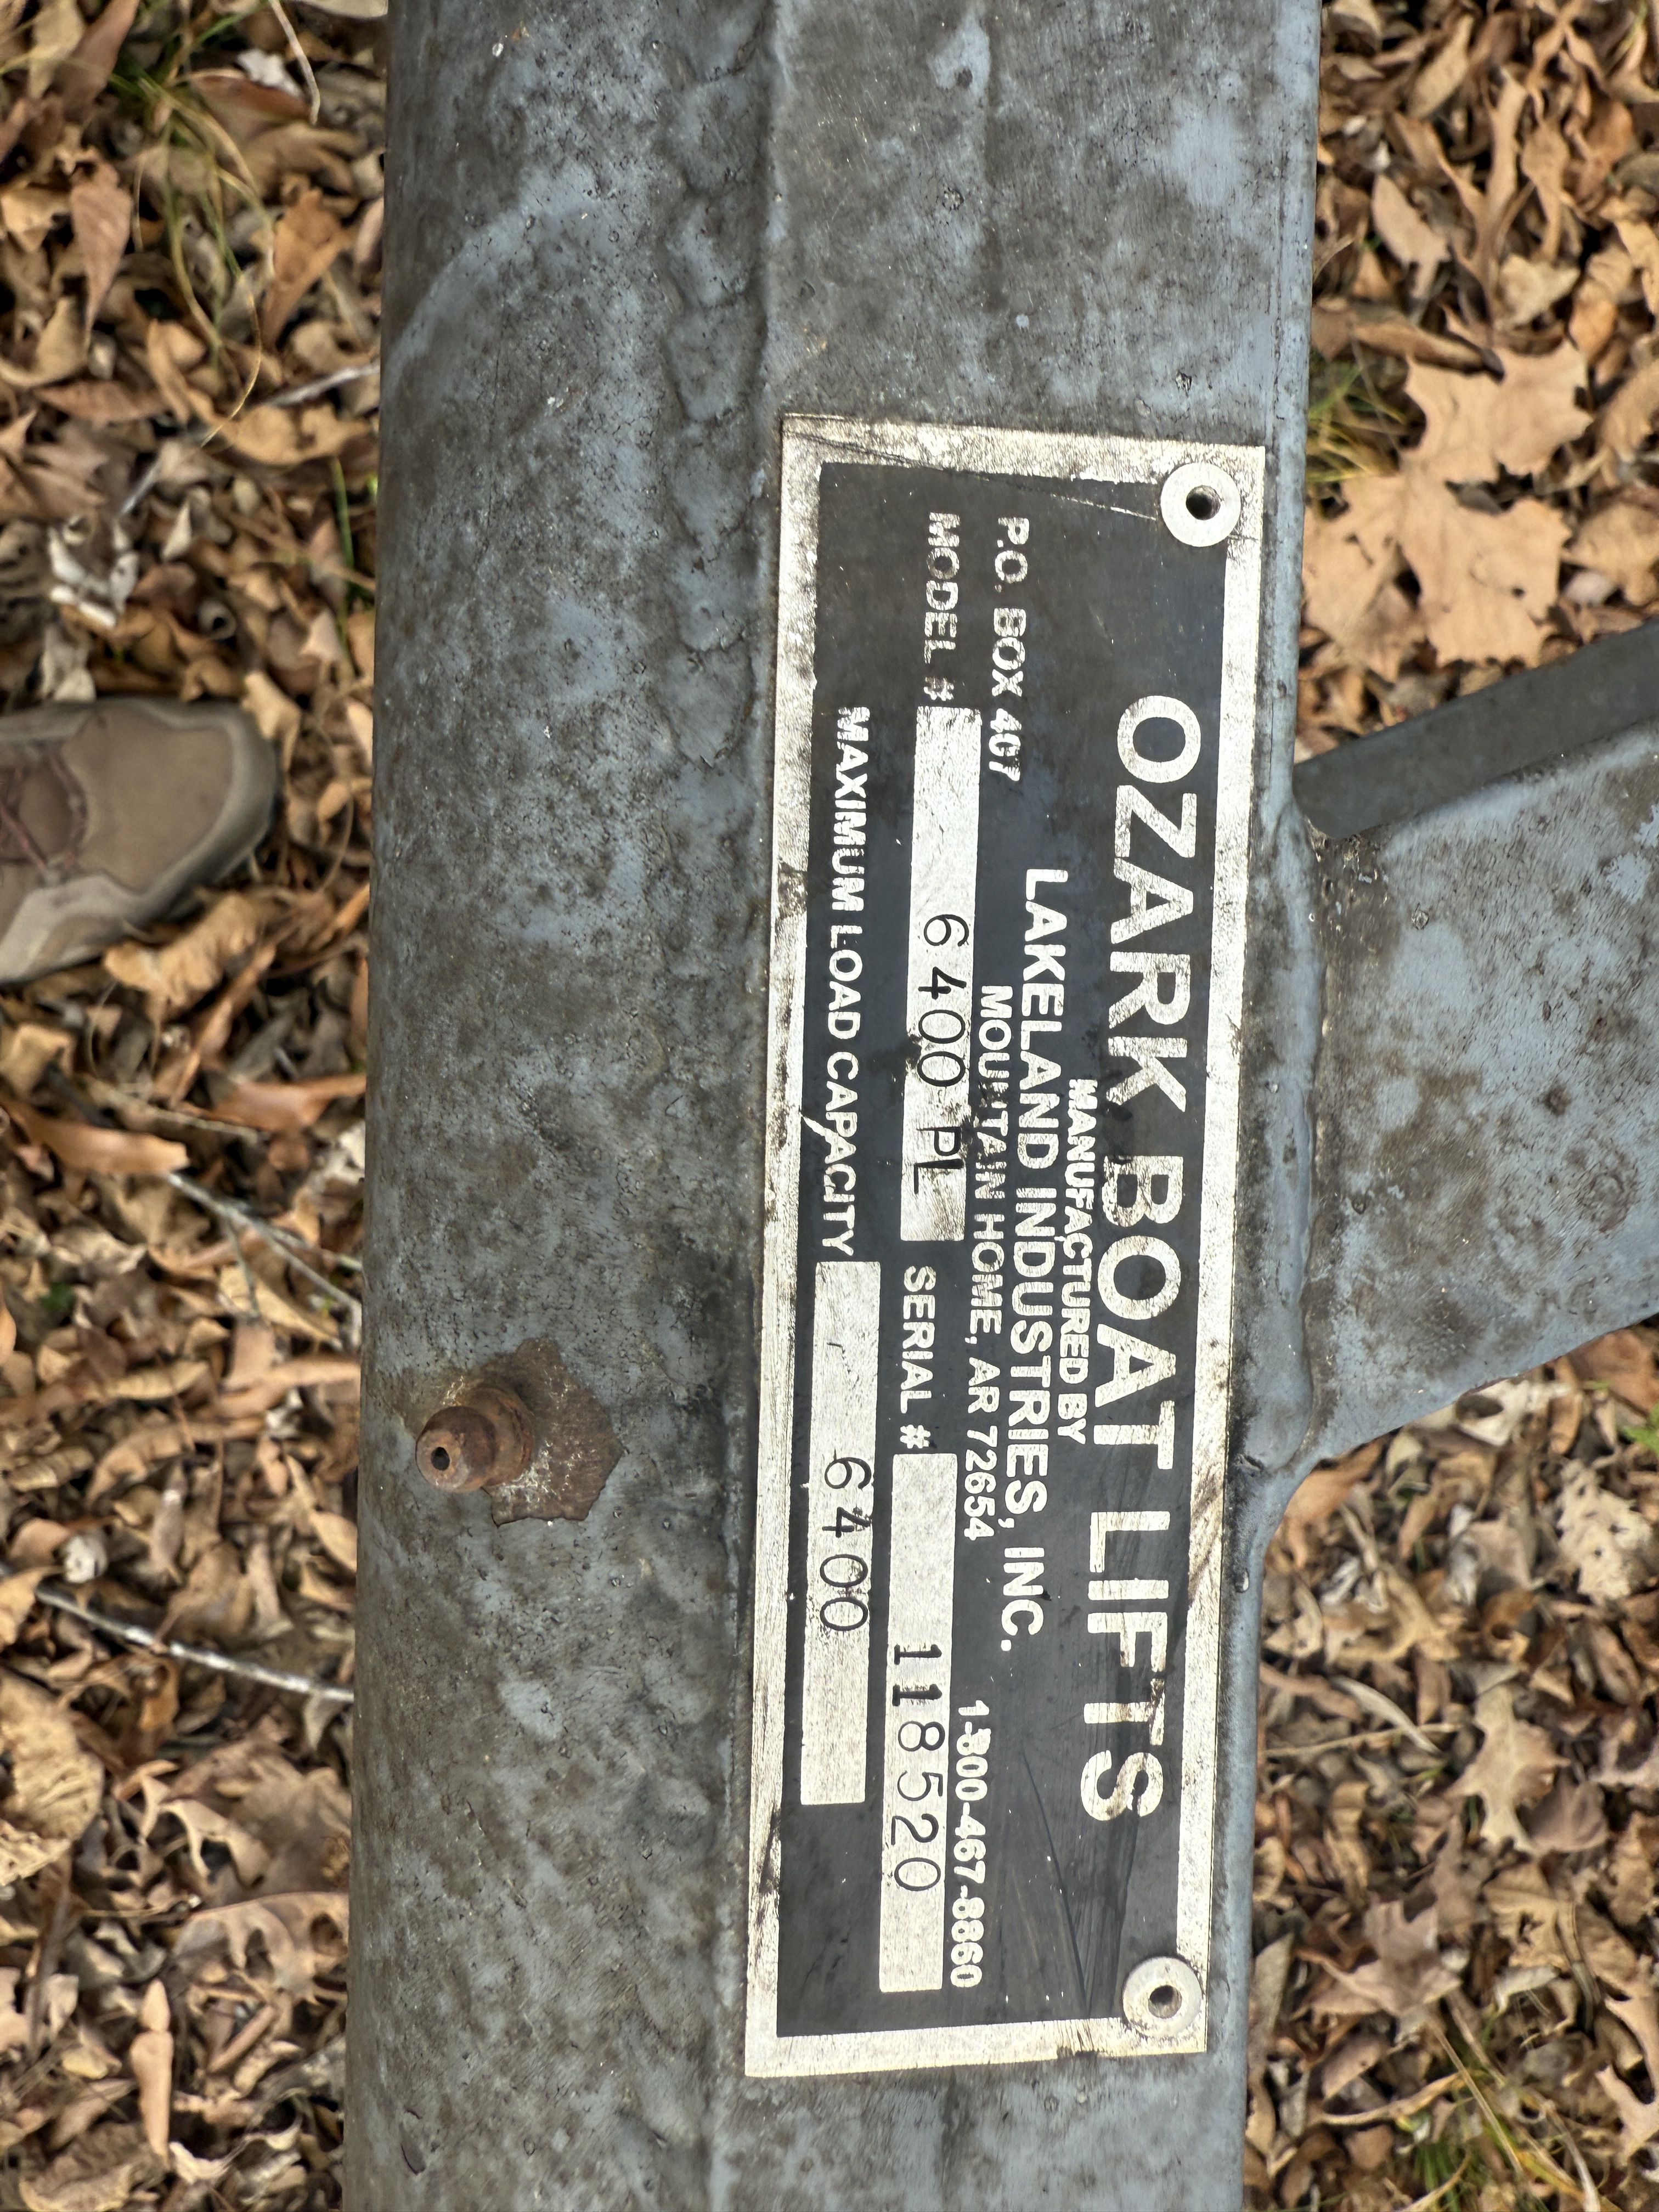 OZARK BOAT LIFTS
MANUFACTURED BY
LAKELAND INDUSTRIES, INC.
P.O. BOX 407 MOUNTAIN HOME, AR 72654 1-800-467-8860
MODEL # 6400 PL SERIAL # 118520
MAXIMUM LOAD CAPACITY 6400